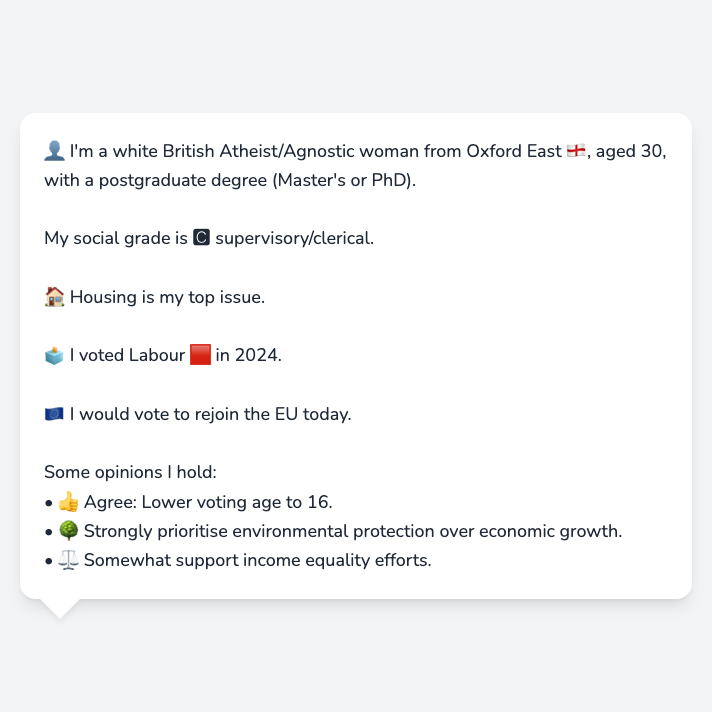 👤 I'm a white British Atheist/Agnostic woman from Oxford East 🏴󠁧󠁢󠁥󠁮󠁧󠁿, aged 30,
with a postgraduate degree (Master's or PhD).
My social grade is 🅲 supervisory/clerical.
🏠 Housing is my top issue.
🗳️ I voted Labour 🟥 in 2024.
🇪🇺 I would vote to rejoin the EU today.
Some opinions I hold:
• 👍 Agree: Lower voting age to 16.
• 🌳 Strongly prioritise environmental protection over economic growth.
• ⚖️ Somewhat support income equality efforts.